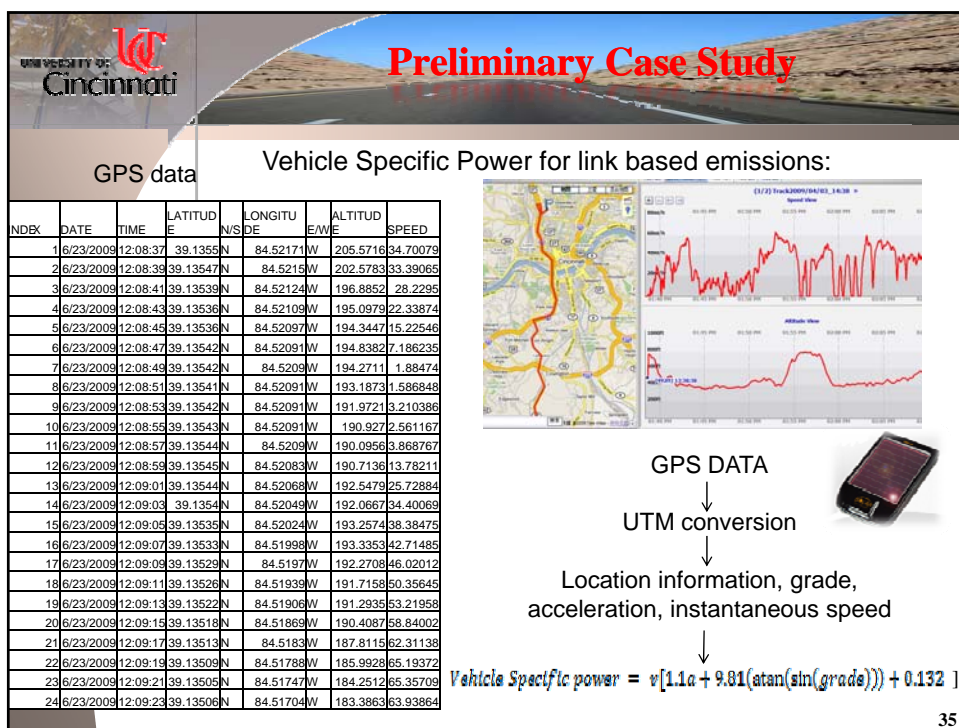 UNIVERSITY OF
Cincinnati
Preliminary Case Study
GPS data
Vehicle Specific Power for link based emissions:
NDEX DATE TIME LATITUDE N/S LONGITUDE E/W ALTITUDE SPEED
1 6/23/2009 12:08:37 39.1355 N 84.52171 W 205.5716 34.70079
2 6/23/2009 12:08:39 39.13547 N 84.5215 W 202.5783 33.39065
3 6/23/2009 12:08:41 39.13539 N 84.52124 W 196.8852 28.2295
4 6/23/2009 12:08:43 39.13536 N 84.52109 W 195.0979 22.33874
5 6/23/2009 12:08:45 39.13536 N 84.52097 W 194.3447 15.22546
6 6/23/2009 12:08:47 39.13542 N 84.52091 W 194.8382 7.186235
7 6/23/2009 12:08:49 39.13542 N 84.5209 W 194.2711 1.88474
8 6/23/2009 12:08:51 39.13541 N 84.52091 W 193.1873 1.586848
9 6/23/2009 12:08:53 39.13542 N 84.52091 W 191.9721 3.210386
10 6/23/2009 12:08:55 39.13543 N 84.52091 W 190.927 2.561167
11 6/23/2009 12:08:57 39.13544 N 84.5209 W 190.0956 3.868767
12 6/23/2009 12:08:59 39.13545 N 84.52083 W 190.7136 13.78211
13 6/23/2009 12:09:01 39.13544 N 84.52068 W 192.5479 25.72884
14 6/23/2009 12:09:03 39.1354 N 84.52049 W 192.0667 34.40069
15 6/23/2009 12:09:05 39.13535 N 84.52024 W 193.2574 38.38475
16 6/23/2009 12:09:07 39.13533 N 84.51998 W 193.3353 42.71485
17 6/23/2009 12:09:09 39.13529 N 84.5197 W 192.2708 46.02012
18 6/23/2009 12:09:11 39.13526 N 84.51939 W 191.7158 50.35645
19 6/23/2009 12:09:13 39.13522 N 84.51906 W 191.2935 53.21958
20 6/23/2009 12:09:15 39.13518 N 84.51869 W 190.4087 58.84002
21 6/23/2009 12:09:17 39.13513 N 84.5183 W 187.8115 62.31138
22 6/23/2009 12:09:19 39.13509 N 84.51788 W 185.9928 65.19372
23 6/23/2009 12:09:21 39.13505 N 84.51747 W 184.2512 65.35709
24 6/23/2009 12:09:23 39.13506 N 84.51704 W 183.3863 63.93864
(1/2) Track2009/04/03_14:38
Speed View
Altitude View
GPS DATA
UTM conversion
Location information, grade,
acceleration, instantaneous speed
Vehicle Specific power = v[1.1a + 9.81(atan(sin(grade))) + 0.132 ]
35